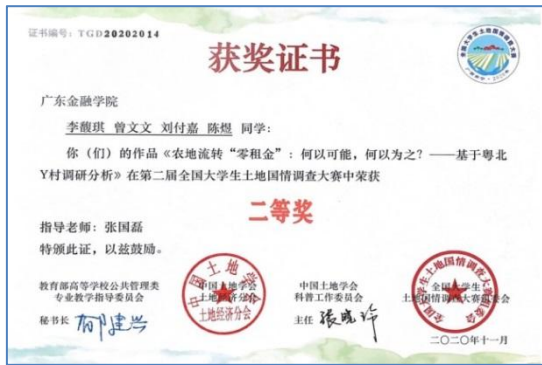 证书编号：TGD20202014
获奖证书
广东金融学院
李馥琪 曾文文 刘付嘉 陈煜 同学：
你（们）的作品《农地流转“零租金”：何以可能，何以为之？——基于粤北
Y村调研分析》在第二届全国大学生土地国情调查大赛中荣获
二等奖
指导老师：张国磊
特颁此证，以兹鼓励。
教育部高等学校公共管理类
专业教学指导委员会
秘书长
中国土地学会
土地经济分会
中国土地学会
科普工作委员会
主任
全国大学生
土地国情调查大赛组委会
二〇二〇年十一月